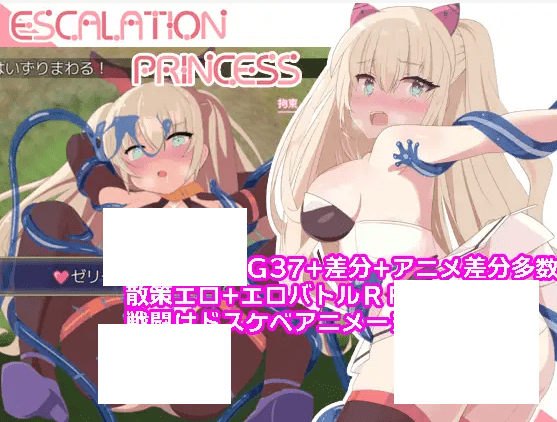 ESCALATION
PRINCESS
はいずりまわる！
拘束
ゼリ
G37+差分+アニメ差分多数
散策エロ+エロバトルＲ
戦闘はドスケベアニメー